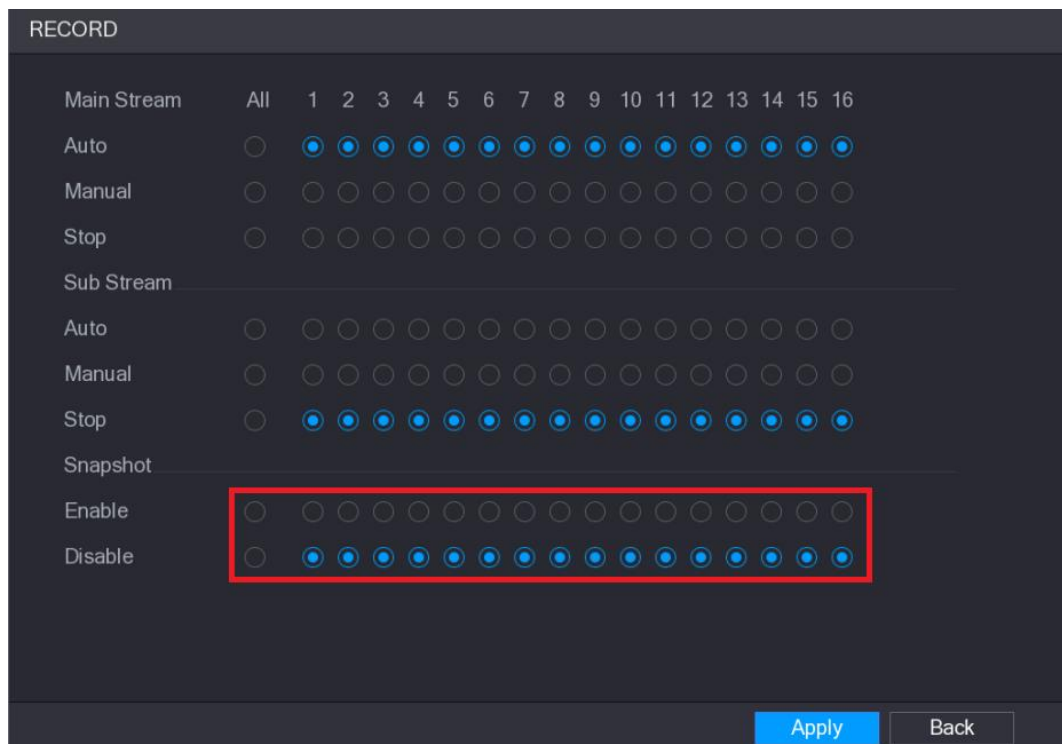 RECORD
Main Stream All 1 2 3 4 5 6 7 8 9 10 11 12 13 14 15 16
Auto
Manual
Stop
Sub Stream
Auto
Manual
Stop
Snapshot
Enable
Disable
Apply Back